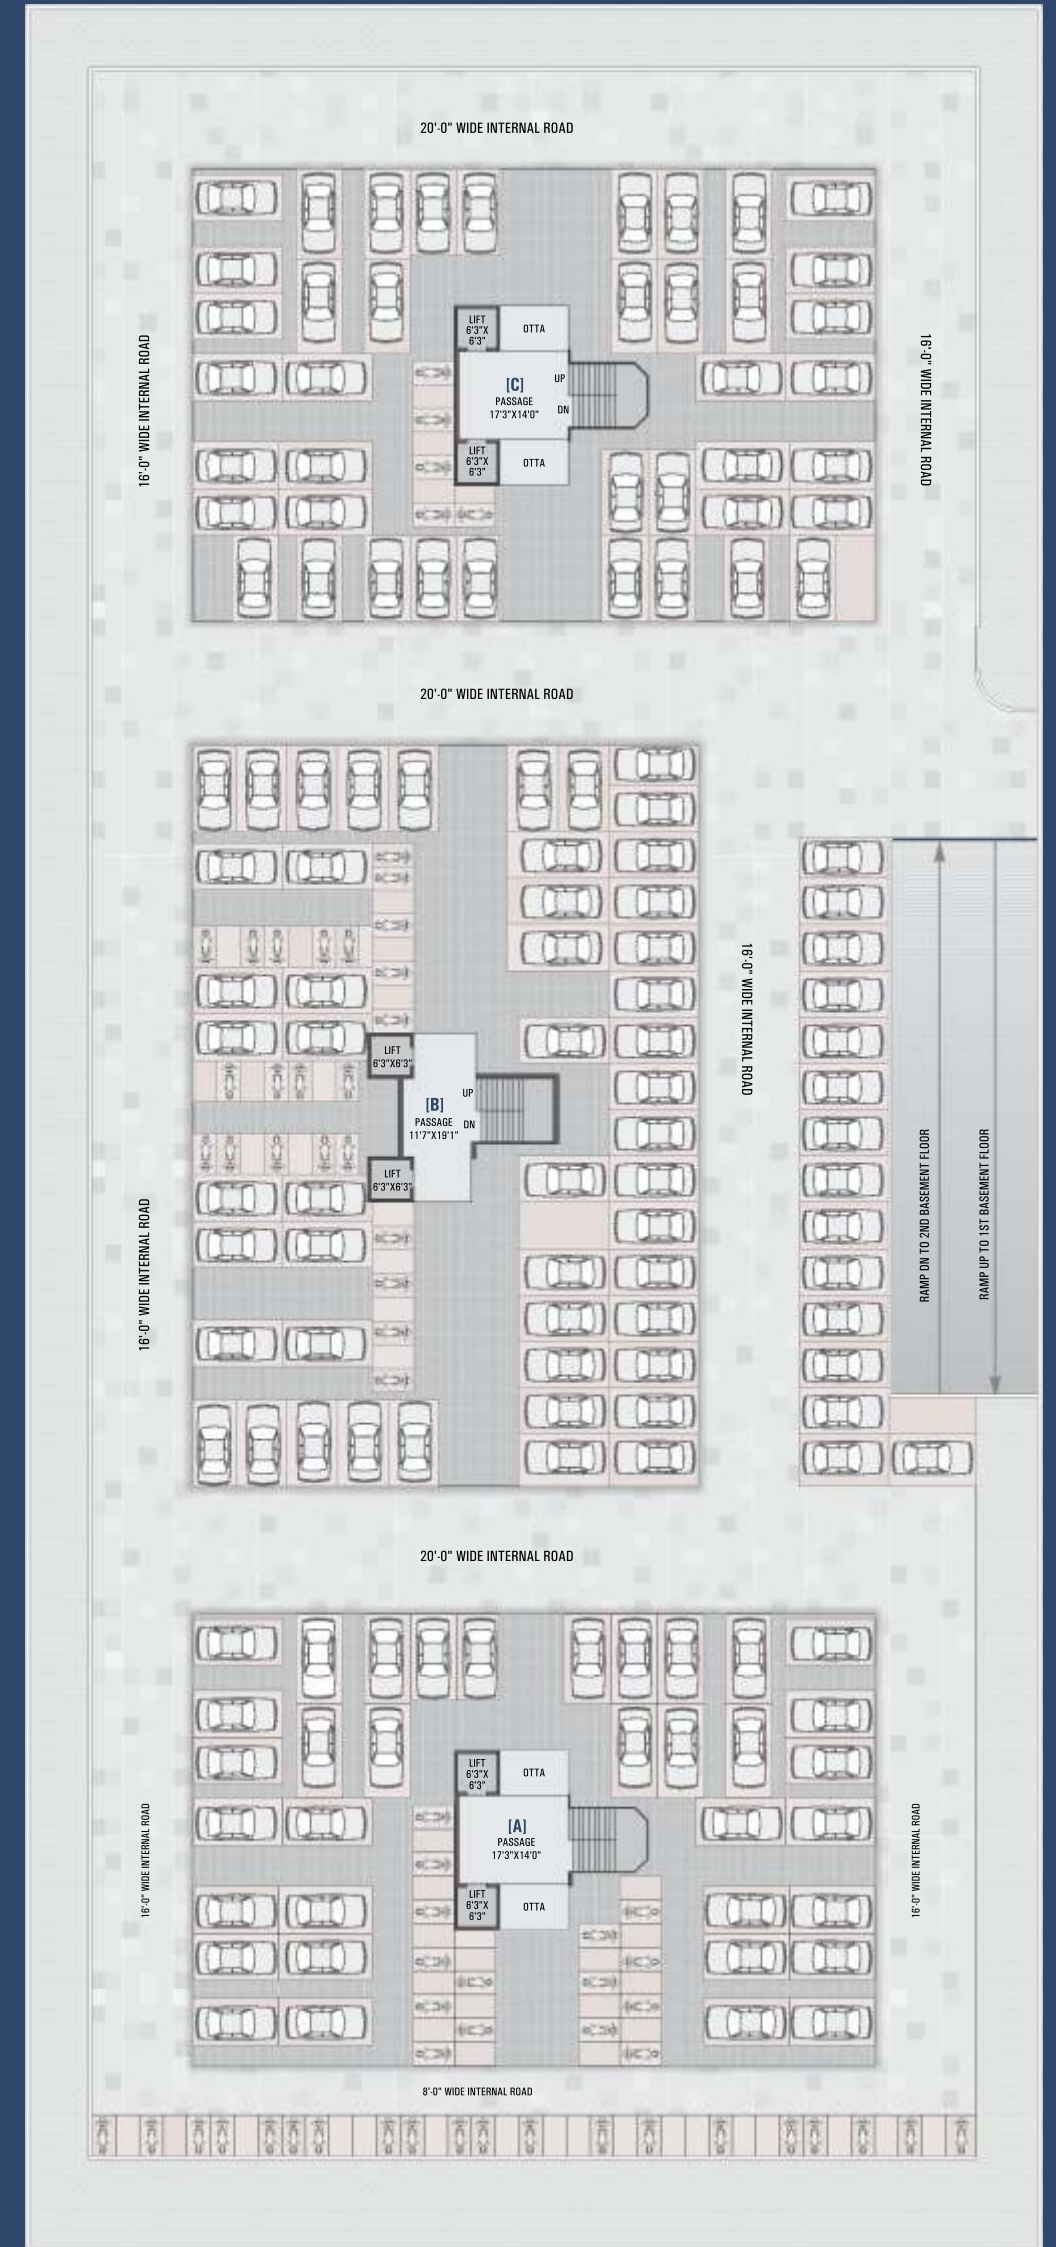 20'-0" WIDE INTERNAL ROAD
16'-0" WIDE INTERNAL ROAD
LIFT
6'3"X
6'3"
OTTA
[C]
PASSAGE
17'3"X14'0"
UP
DN
LIFT
6'3"X
6'3"
OTTA
16'-0" WIDE INTERNAL ROAD
20'-0" WIDE INTERNAL ROAD
16'-0" WIDE INTERNAL ROAD
LIFT
6'3"X6'3"
[B]
PASSAGE
11'7"X19'1"
UP
DN
LIFT
6'3"X6'3"
16'-0" WIDE INTERNAL ROAD
RAMP DN TO 2ND BASEMENT FLOOR
RAMP UP TO 1ST BASEMENT FLOOR
20'-0" WIDE INTERNAL ROAD
16'-0" WIDE INTERNAL ROAD
LIFT
6'3"X
6'3"
OTTA
[A]
PASSAGE
17'3"X14'0"
LIFT
6'3"X
6'3"
OTTA
16'-0" WIDE INTERNAL ROAD
8'-0" WIDE INTERNAL ROAD